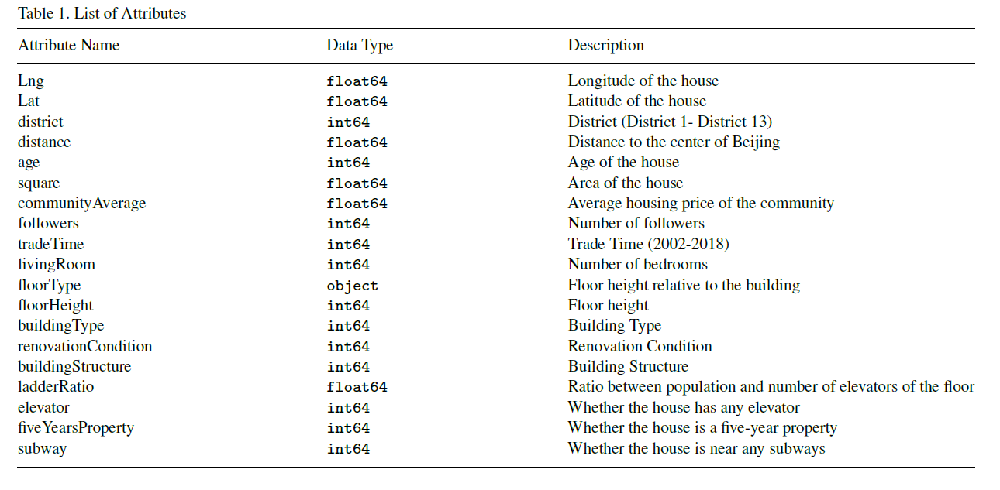 Table 1. List of Attributes
Attribute Name Data Type Description
Lng float64 Longitude of the house
Lat float64 Latitude of the house
district int64 District (District 1- District 13)
distance float64 Distance to the center of Beijing
age int64 Age of the house
square float64 Area of the house
communityAverage float64 Average housing price of the community
followers int64 Number of followers
tradeTime int64 Trade Time (2002-2018)
livingRoom int64 Number of bedrooms
floorType object Floor height relative to the building
floorHeight int64 Floor height
buildingType int64 Building Type
renovationCondition int64 Renovation Condition
buildingStructure int64 Building Structure
ladderRatio float64 Ratio between population and number of elevators of the floor
elevator int64 Whether the house has any elevator
fiveYearsProperty int64 Whether the house is a five-year property
subway int64 Whether the house is near any subways